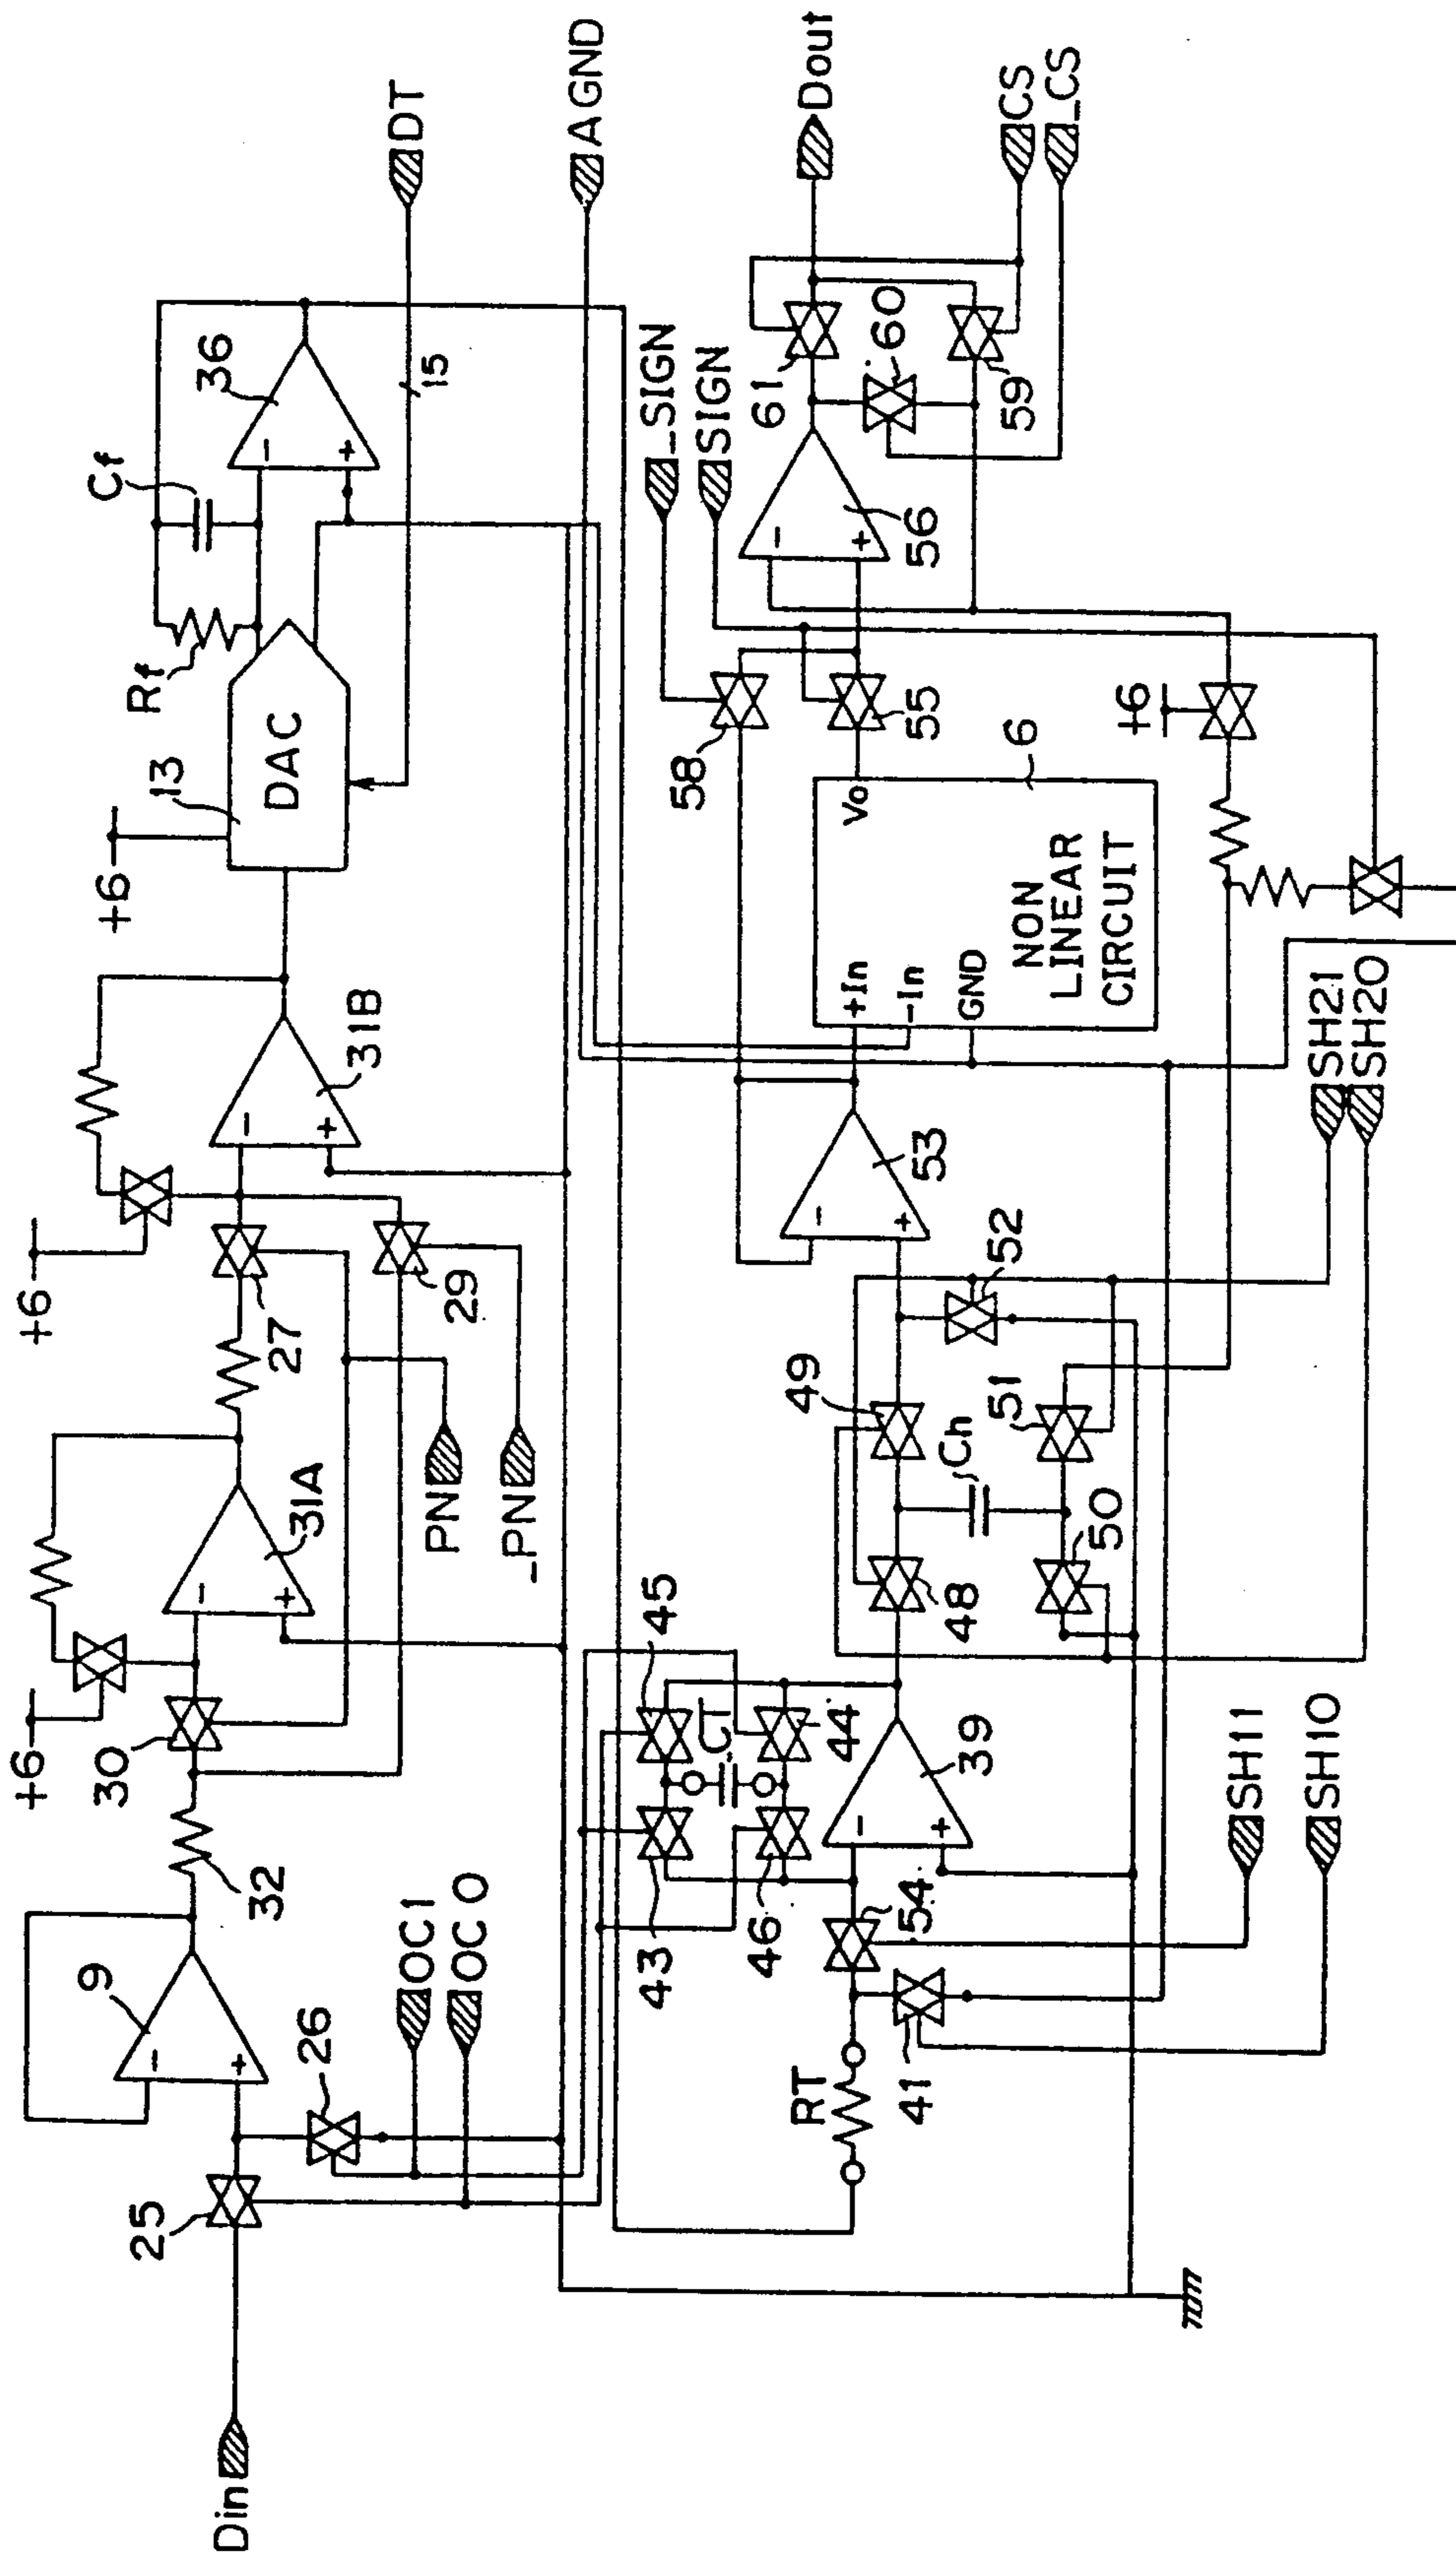 Din
25
26
9
- +
32
OC1
OC0
+6
30
31A
- +
27
+6
29
PN
_PN
31B
- +
+6
13
DAC
Rf
Cf
36
- +
15
DT
AGND
RT
41
54
43
46
45
CT
44
39
- +
SH11
SH10
48
49
Ch
50
51
52
53
- +
SH21
SH20
+In
-In
GND
Vo
NON
LINEAR
CIRCUIT
6
58
55
+6
_SIGN
SIGN
56
- +
61
60
59
Dout
CS
_CS